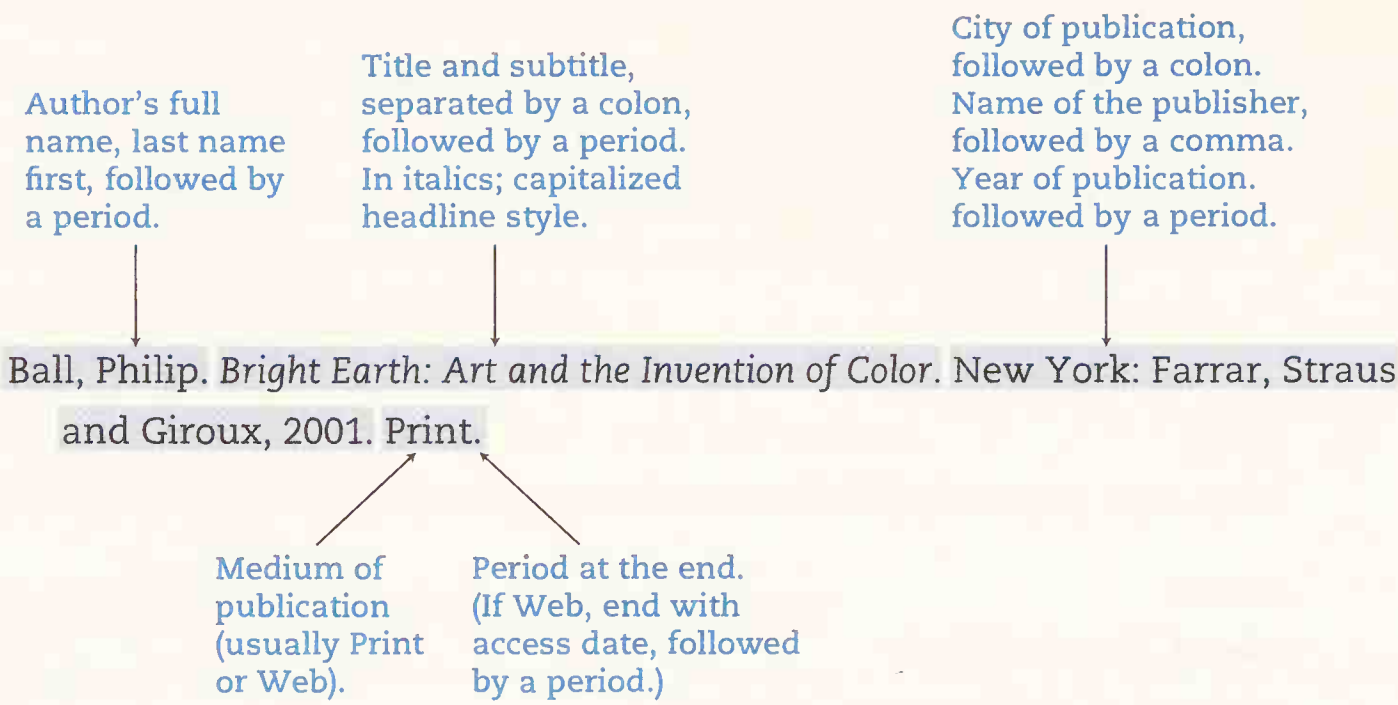 Author's full
name, last name
first, followed by
a period.
Title and subtitle,
separated by a colon,
followed by a period.
In italics; capitalized
headline style.
City of publication,
followed by a colon.
Name of the publisher,
followed by a comma.
Year of publication.
followed by a period.
Ball, Philip. Bright Earth: Art and the Invention of Color. New York: Farrar, Straus
and Giroux, 2001. Print.
Medium of
publication
(usually Print
or Web).
Period at the end.
(If Web, end with
access date, followed
by a period.)